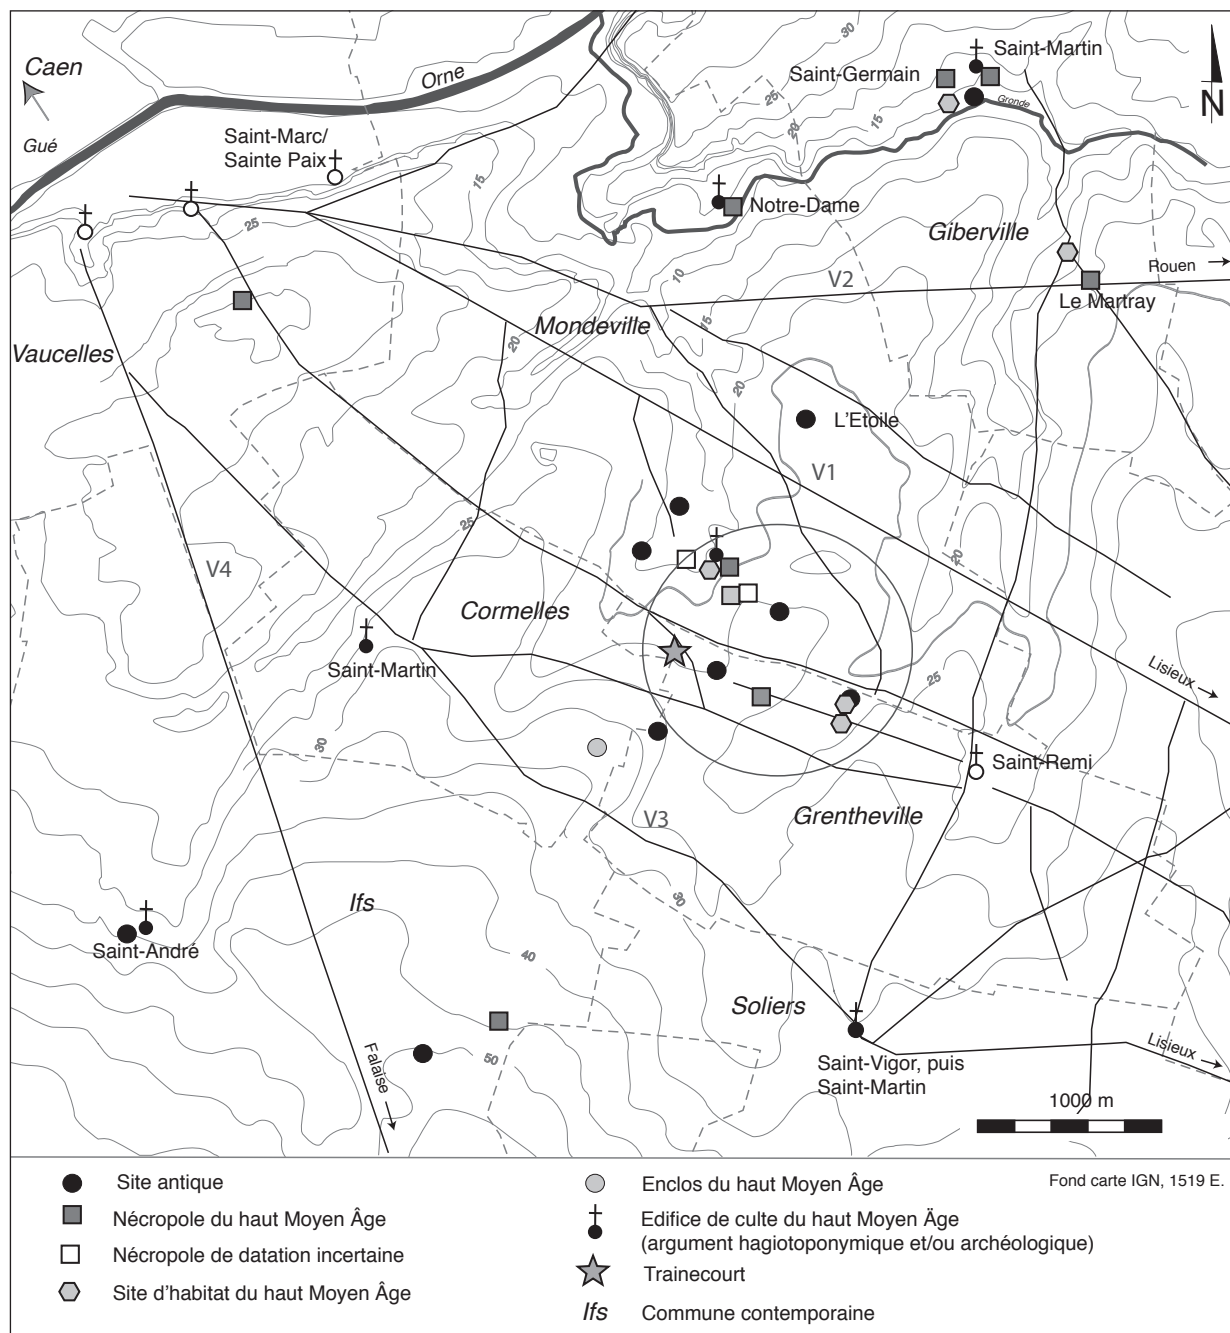 Caen
Gué
Orne
Saint-Marc/
Sainte Paix
30
25
20
15
Saint-Germain
Saint-Martin
Gronde
N
15
25
Notre-Dame
Giberville
Rouen
V2
Le Martray
10
15
Mondeville
20
Vaucelles
20
L'Etoile
V1
25
20
V4
Cormelles
Saint-Martin
Lisieux
25
30
Saint-Remi
V3
Grentheville
30
Ifs
Saint-André
40
Soliers
50
Falaise
Saint-Vigor, puis
Saint-Martin
Lisieux
1000 m
Site antique
Nécropole du haut Moyen Âge
Nécropole de datation incertaine
Site d'habitat du haut Moyen Âge
Enclos du haut Moyen Âge
Edifice de culte du haut Moyen Äge
(argument hagiotoponymique et/ou archéologique)
Trainecourt
Ifs Commune contemporaine
Fond carte IGN, 1519 E.